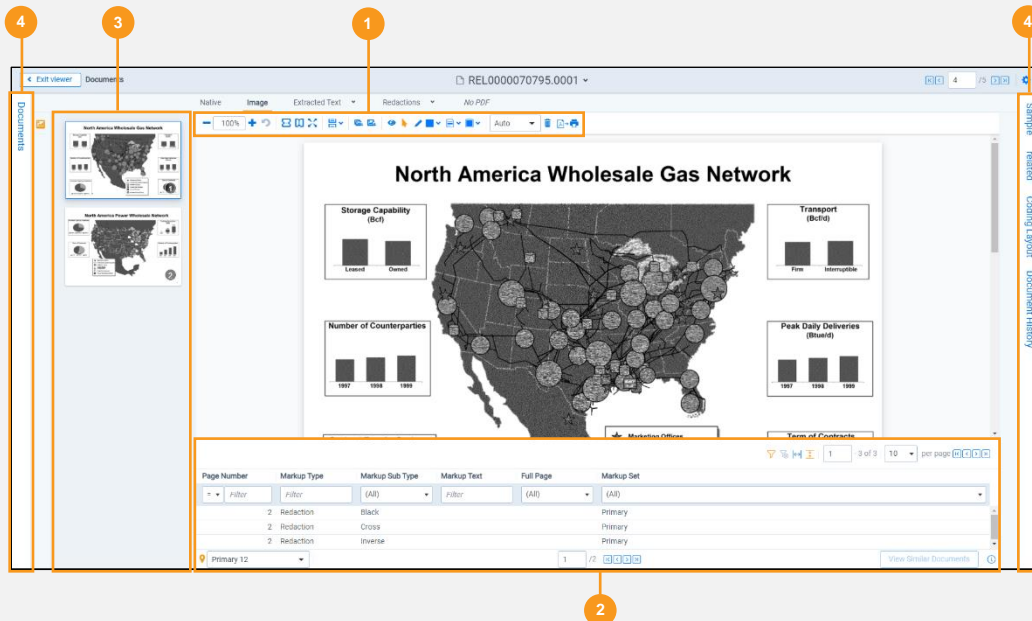 4
3
1
4
Exit viewer
Documents
REL0000070795.0001
4 /5
Documents
Native Image Extracted Text Redactions No PDF
100%
Auto
North America Wholesale Gas Network
1
North America Power Wholesale Network
2
North America Wholesale Gas Network
Storage Capability
(Bcf)
Leased Owned
Transport
(Bcf/d)
Firm Interruptible
Number of Counterparties
1997 1998 1999
Peak Daily Deliveries
(Btue/d)
1997 1998 1999
Marketing Offices
Term of Contracts
Sample
related
Coding Layout
Document History
1 3 of 3 10 per page
Page Number Markup Type Markup Sub Type Markup Text Full Page Markup Set
= Filter Filter (All) Filter (All) (All)
2 Redaction Black Primary
2 Redaction Cross Primary
2 Redaction Inverse Primary
Primary 12 1 /2 View Similar Documents
2